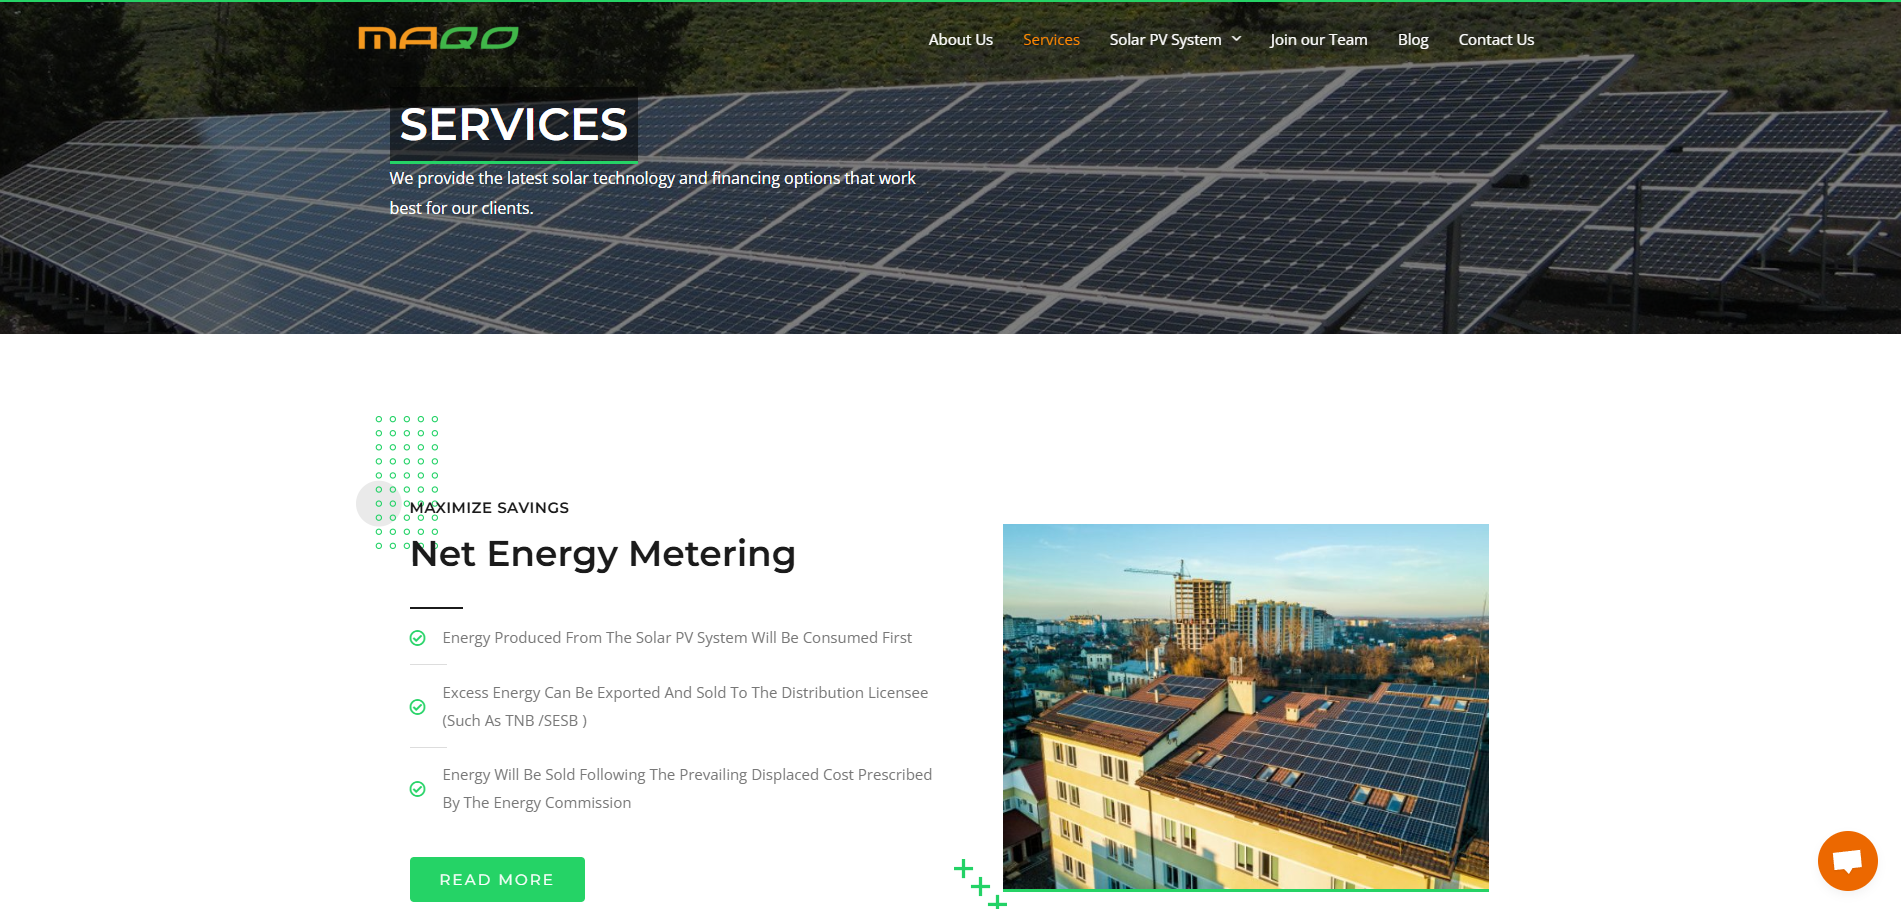 MAQO
About Us Services Solar PV System Join our Team Blog Contact Us
SERVICES
We provide the latest solar technology and financing options that work
best for our clients.
MAXIMIZE SAVINGS
Net Energy Metering
Energy Produced From The Solar PV System Will Be Consumed First
Excess Energy Can Be Exported And Sold To The Distribution Licensee
(Such As TNB /SESB )
Energy Will Be Sold Following The Prevailing Displaced Cost Prescribed
By The Energy Commission
READ MORE